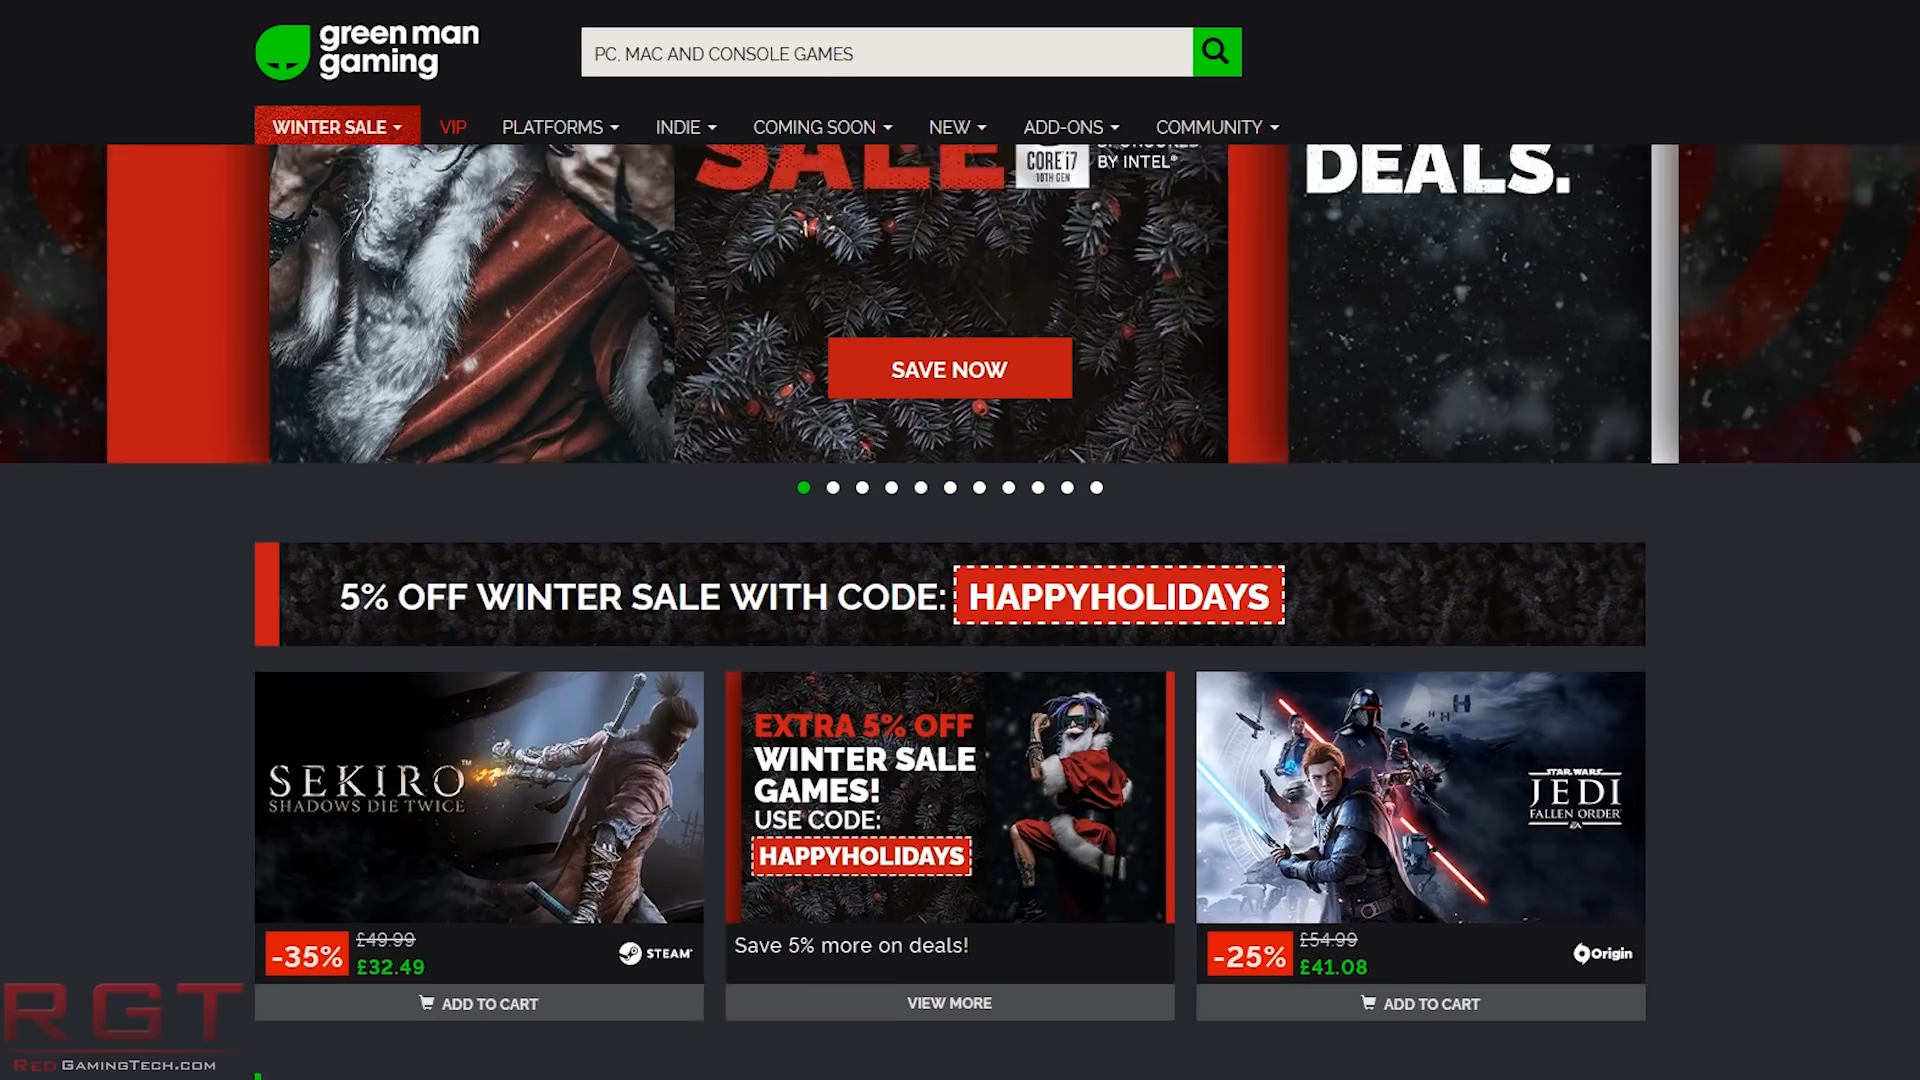 green man
gaming
PC, MAC AND CONSOLE GAMES
WINTER SALE
VIP
PLATFORMS
INDIE
COMING SOON
NEW
ADD-ONS
COMMUNITY
SALE
CORE i7
10TH GEN
SPONSORED
BY INTEL®
DEALS.
SAVE NOW
5% OFF WINTER SALE WITH CODE: HAPPYHOLIDAYS
SEKIRO™
SHADOWS DIE TWICE
EXTRA 5% OFF
WINTER SALE
GAMES!
USE CODE:
HAPPYHOLIDAYS
STAR WARS
JEDI
FALLEN ORDER
EA
-35%
£49.99
£32.49
STEAM
Save 5% more on deals!
-25%
£54.99
£41.08
Origin
ADD TO CART
VIEW MORE
ADD TO CART
RGT
RED GAMINGTECH.COM